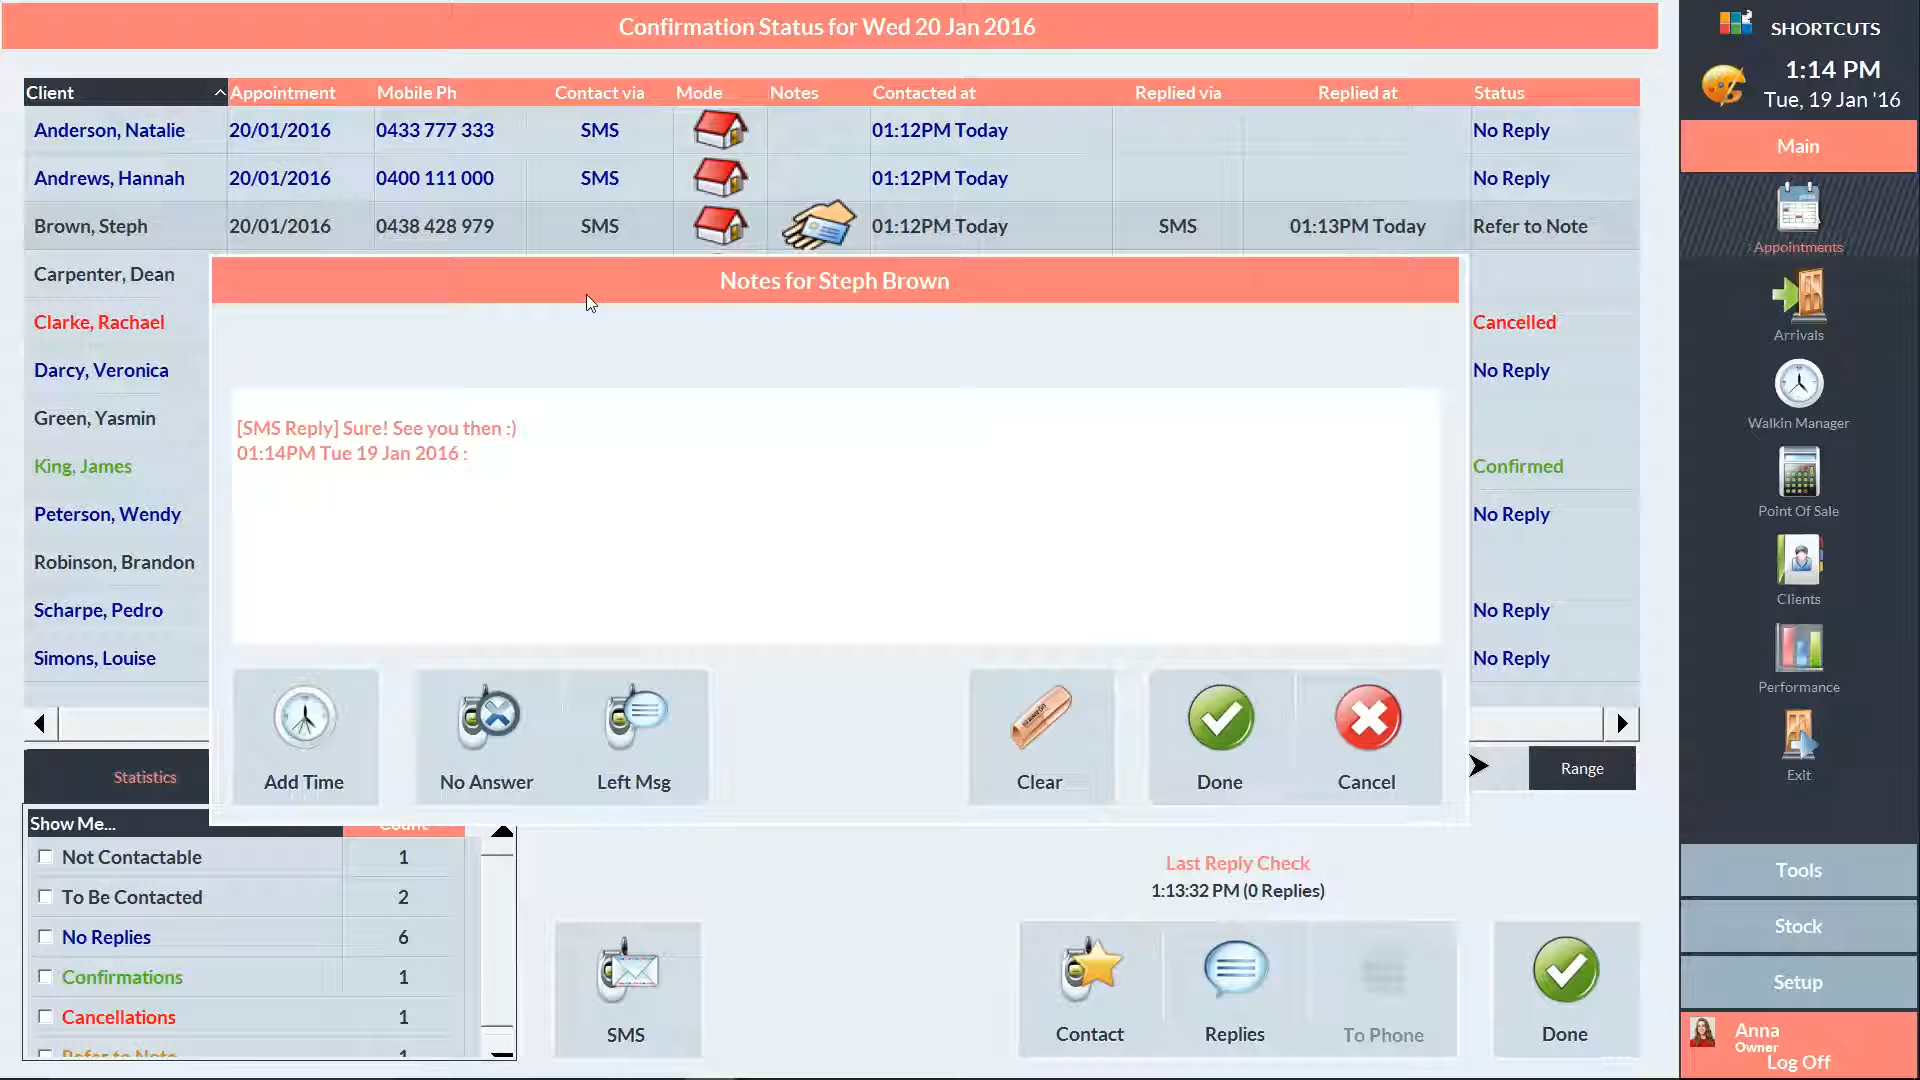 Confirmation Status for Wed 20 Jan 2016
SHORTCUTS
1:14 PM
Tue, 19 Jan '16
Client Appointment Mobile Ph Contact via Mode Notes Contacted at Replied via Replied at Status
Anderson, Natalie 20/01/2016 0433 777 333 SMS 01:12PM Today No Reply
Andrews, Hannah 20/01/2016 0400 111 000 SMS 01:12PM Today No Reply
Brown, Steph 20/01/2016 0438 428 979 SMS 01:12PM Today SMS 01:13PM Today Refer to Note
Carpenter, Dean
Clarke, Rachael Cancelled
Darcy, Veronica No Reply
Green, Yasmin
King, James Confirmed
Peterson, Wendy No Reply
Robinson, Brandon
Scharpe, Pedro No Reply
Simons, Louise No Reply
Notes for Steph Brown
[SMS Reply] Sure! See you then :)
01:14PM Tue 19 Jan 2016 :
Add Time No Answer Left Msg Clear Done Cancel
Statistics
Range
Show Me... Count
Not Contactable 1
To Be Contacted 2
No Replies 6
Confirmations 1
Cancellations 1
Refer to Note 1
Last Reply Check
1:13:32 PM (0 Replies)
SMS Contact Replies To Phone Done
Main
Appointments
Arrivals
Walkin Manager
Point Of Sale
Clients
Performance
Exit
Tools
Stock
Setup
Anna
Owner
Log Off